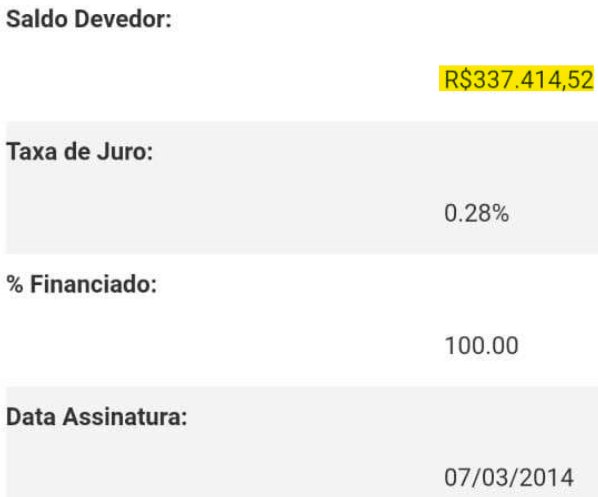 Saldo Devedor:
R$337.414,52
Taxa de Juro:
0.28%
% Financiado:
100.00
Data Assinatura:
07/03/2014